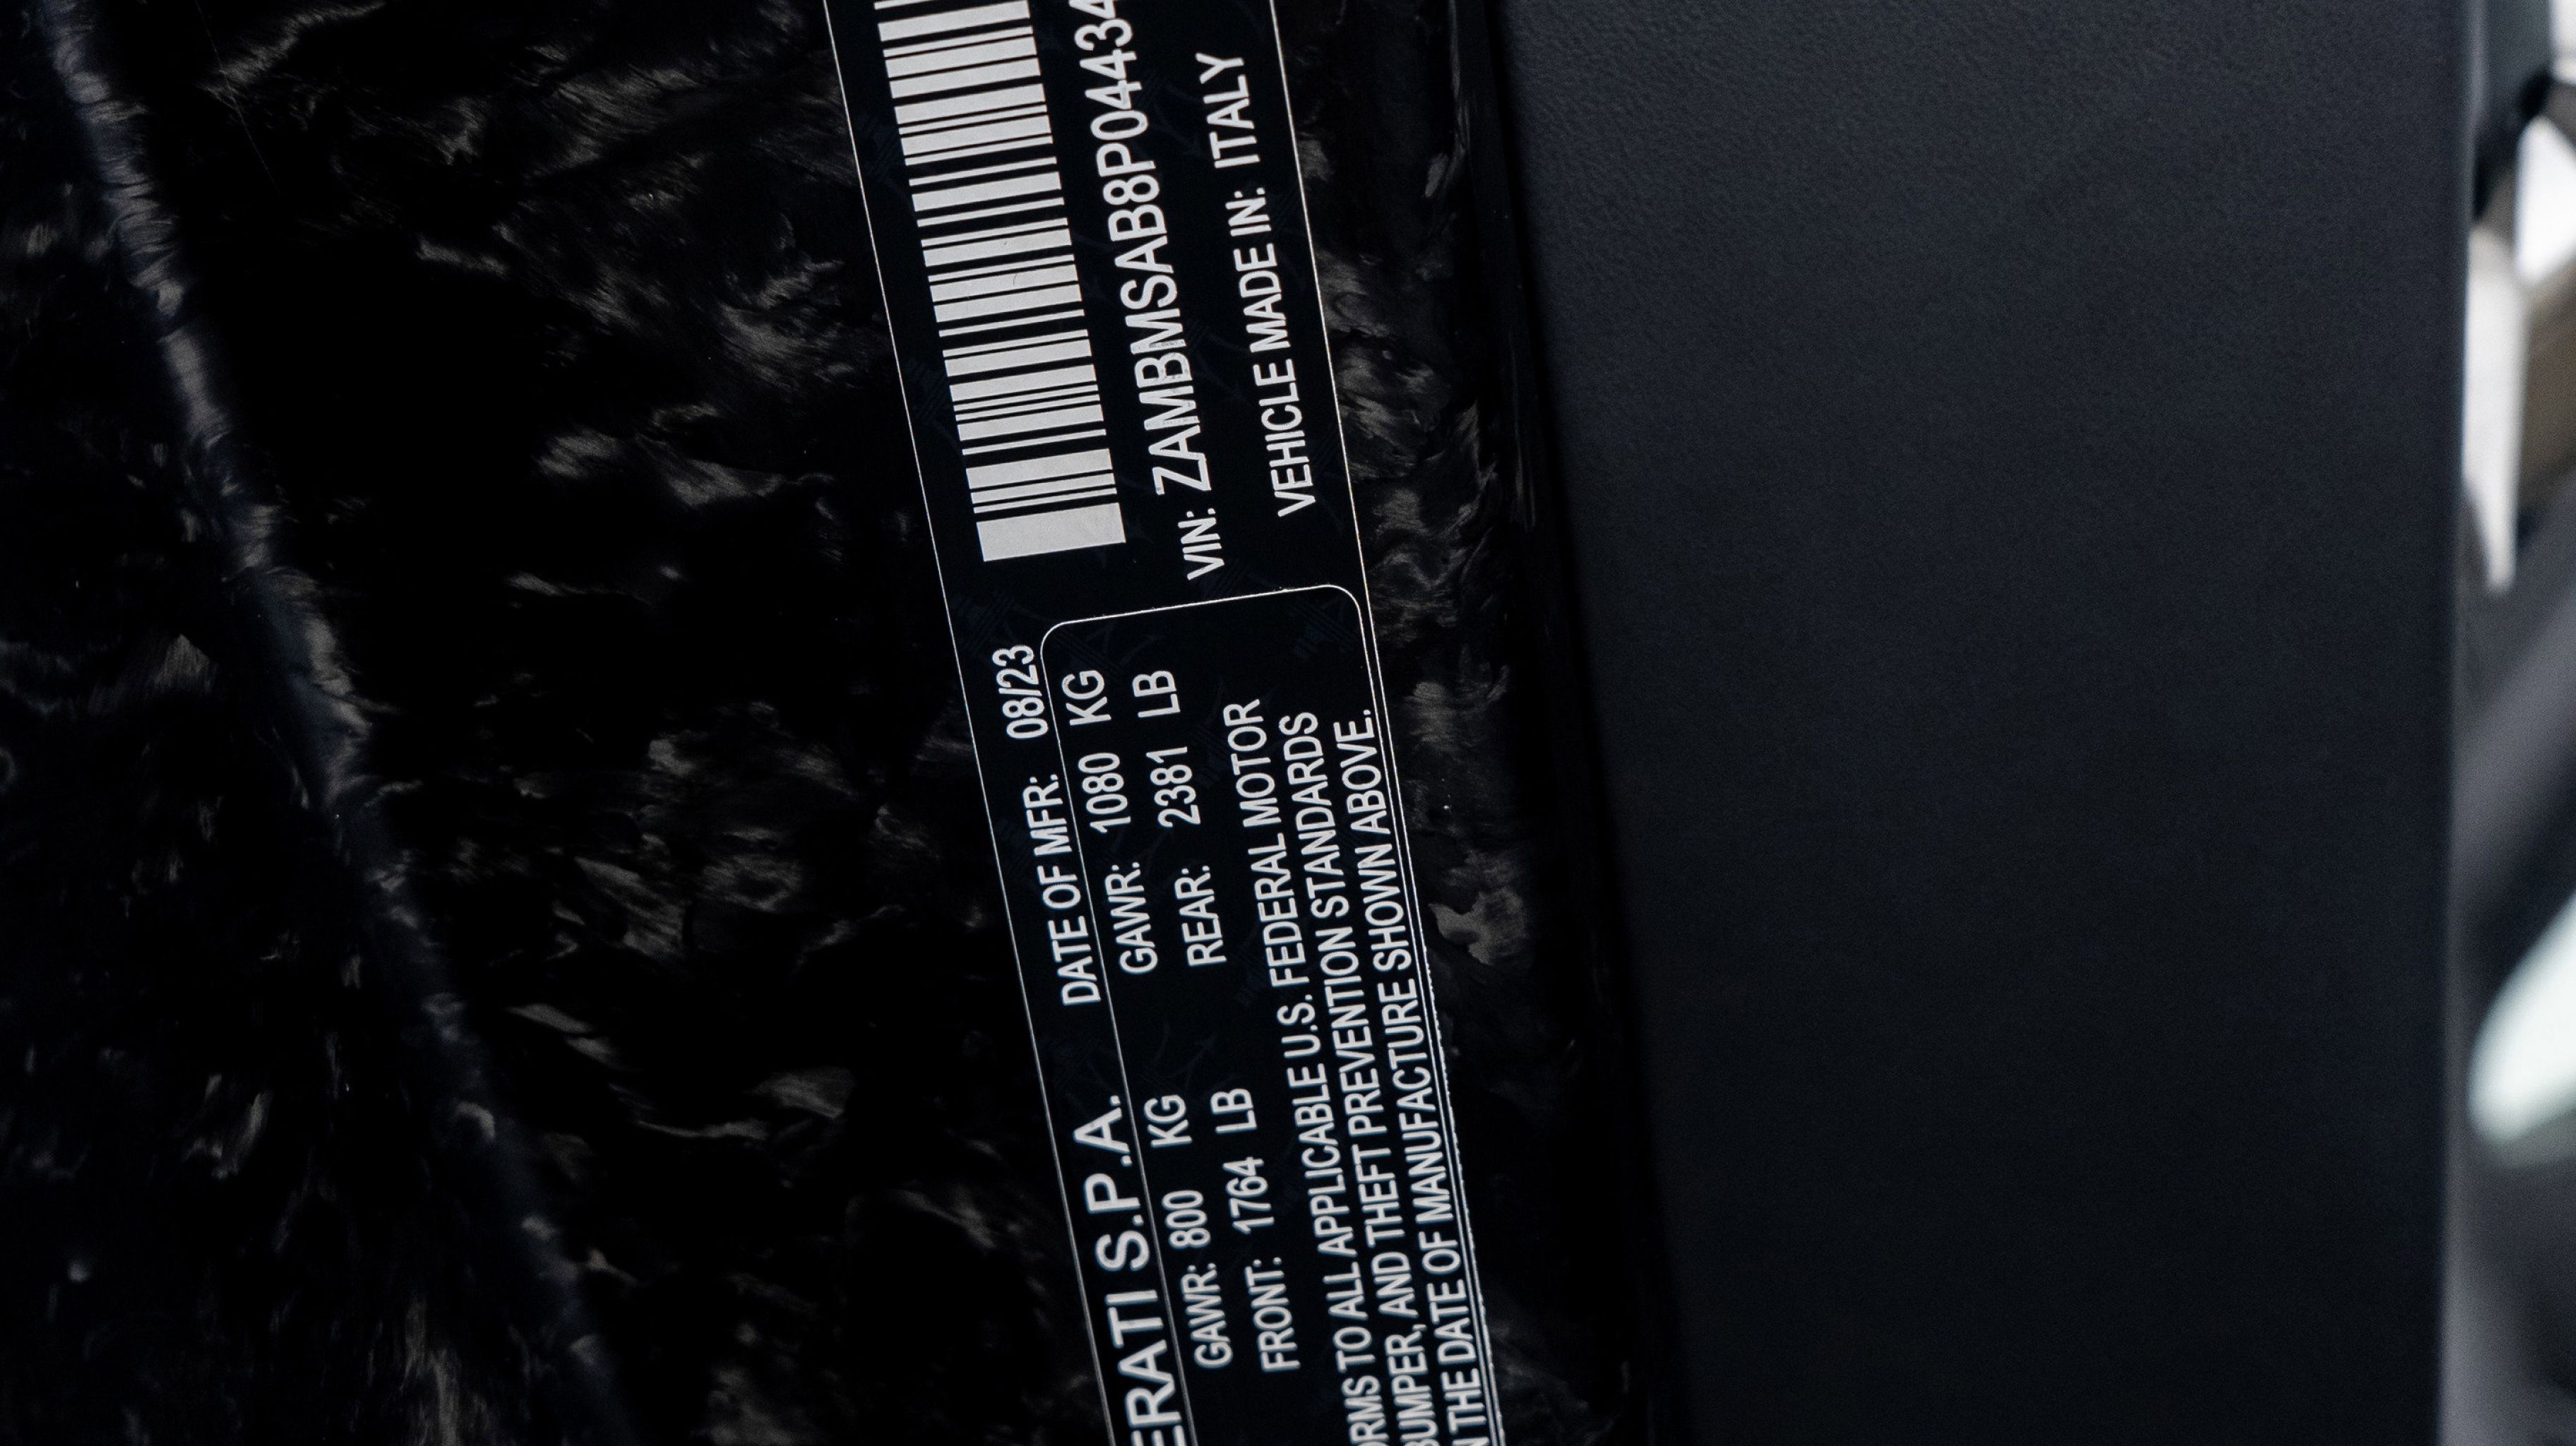 ERATI S.P.A. DATE OF MFR: 08/23
GAWR: 800 KG GAWR: 1080 KG
FRONT: 1764 LB REAR: 2381 LB
ORMS TO ALL APPLICABLE U.S. FEDERAL MOTOR
BUMPER, AND THEFT PREVENTION STANDARDS
N THE DATE OF MANUFACTURE SHOWN ABOVE.
VIN: ZAMBMSAB8P04434
VEHICLE MADE IN: ITALY